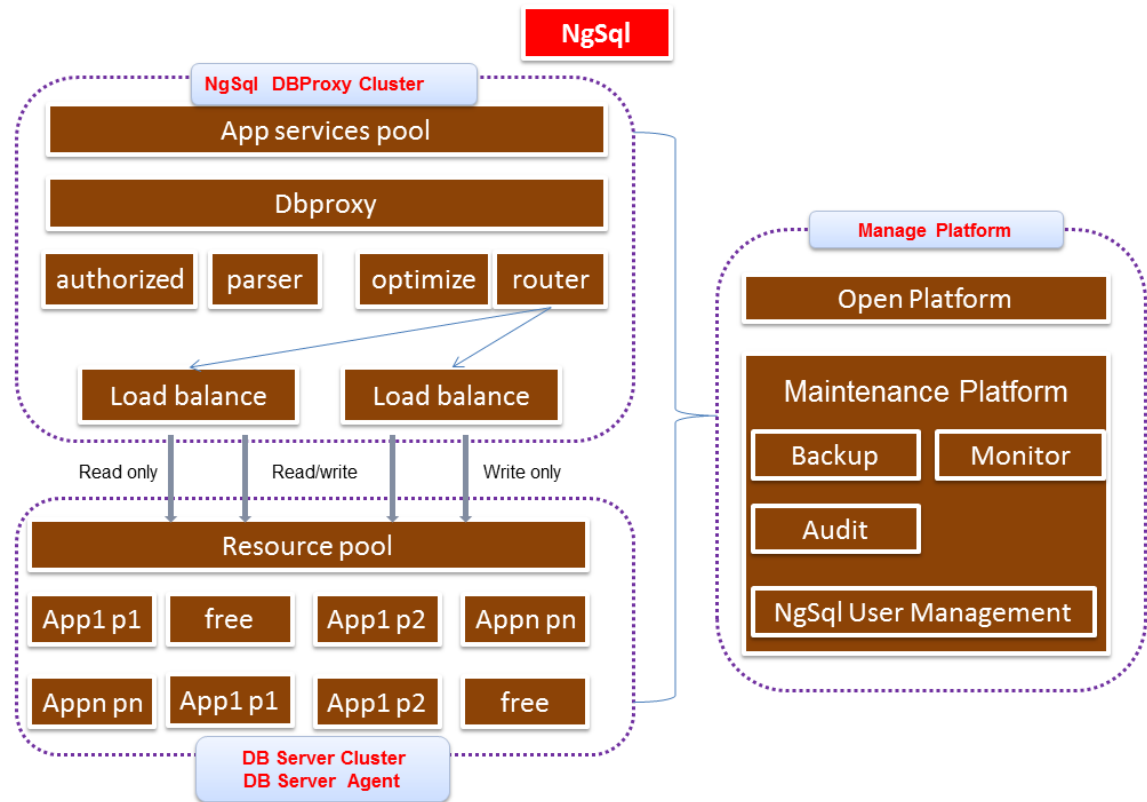 NgSql
NgSql DBProxy Cluster
App services pool
Dbproxy
authorized
parser
optimize
router
Load balance
Load balance
Read only
Read/write
Write only
Resource pool
App1 p1
free
App1 p2
Appn pn
Appn pn
App1 p1
App1 p2
free
DB Server Cluster
DB Server Agent
Manage Platform
Open Platform
Maintenance Platform
Backup
Monitor
Audit
NgSql User Management